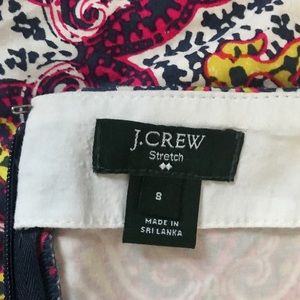 J.CREW
Stretch
8
MADE IN
SRI LANKA